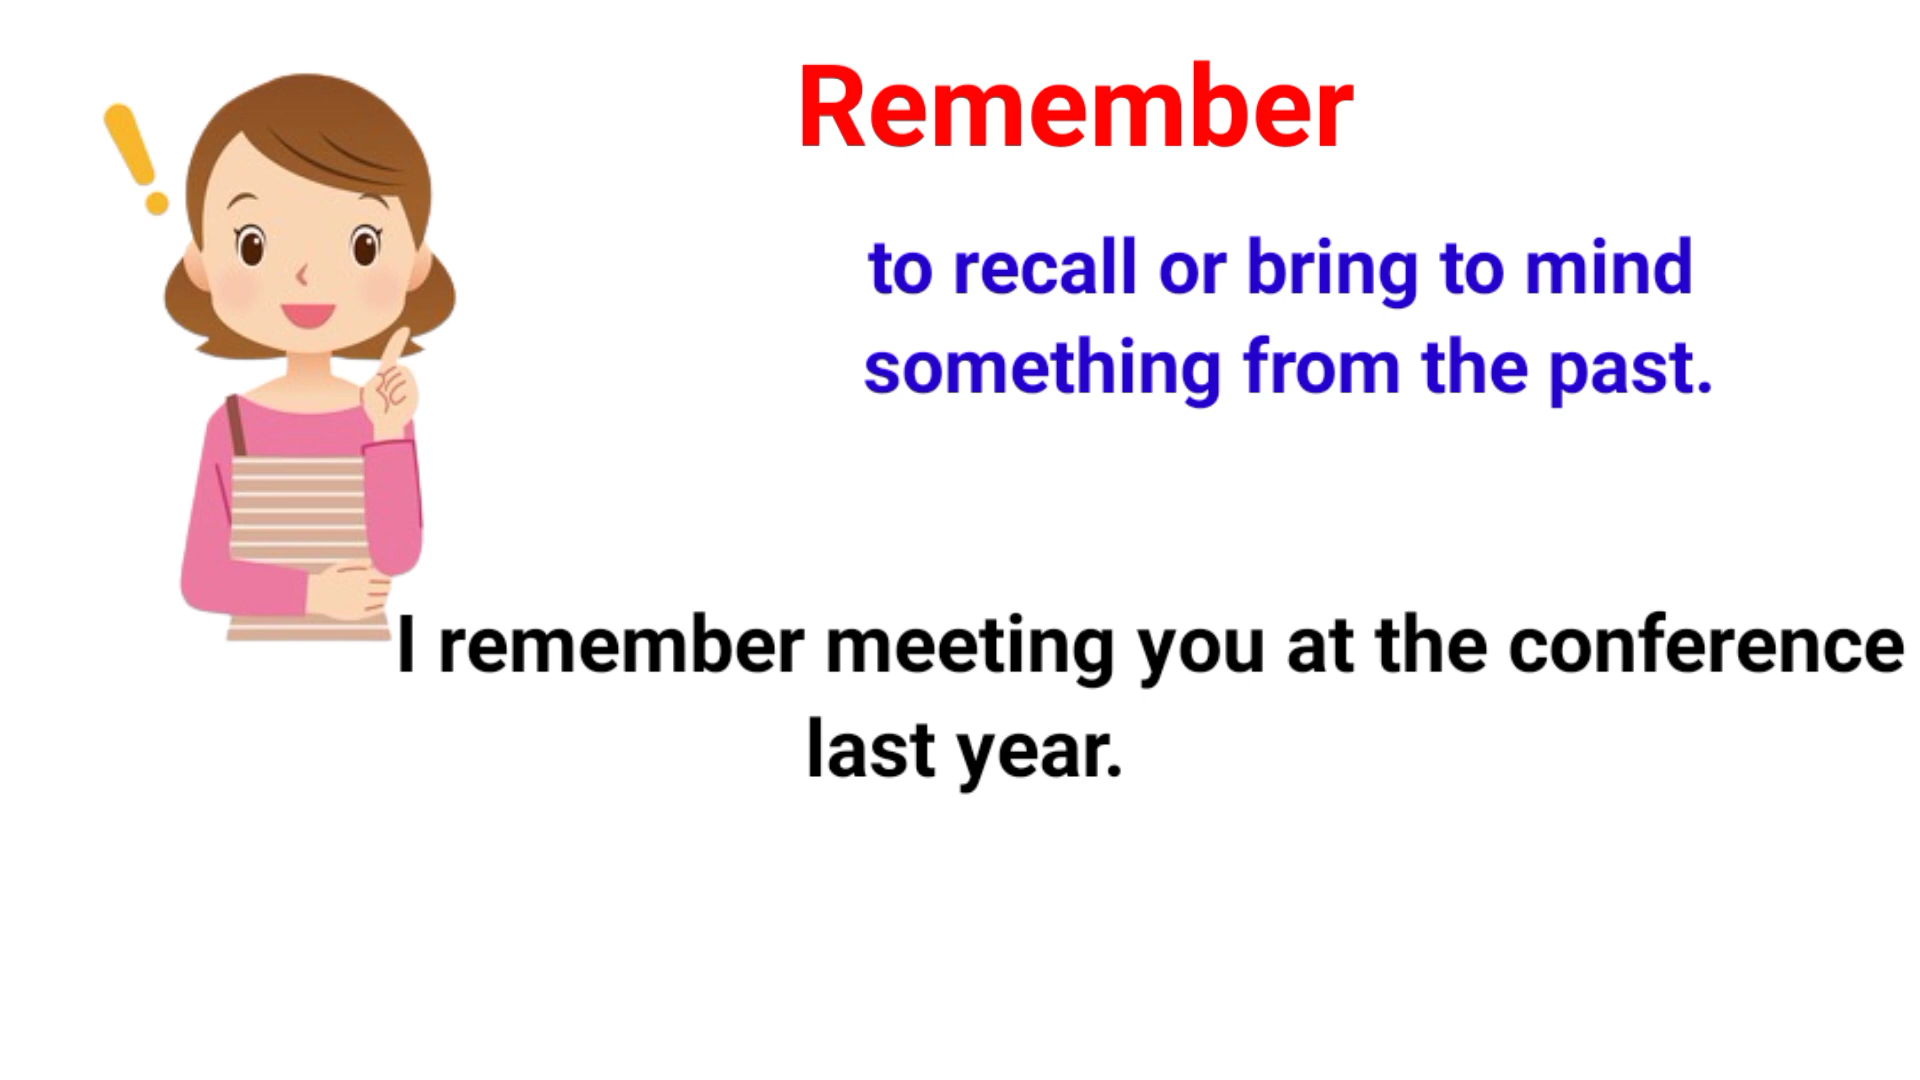 Remember
to recall or bring to mind
something from the past.
I remember meeting you at the conference
last year.